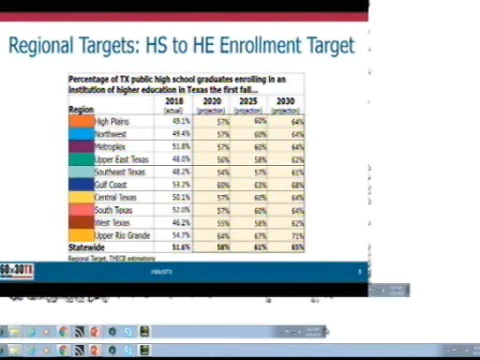 Regional Targets: HS to HE Enrollment Target
Percentage of TX public high school graduates enrolling in an
institution of higher education in Texas the first fall...
Region 2018 (actual) 2020 (projection) 2025 (projection) 2030 (projection)
High Plains 49.1% 57% 60% 64%
Northwest 49.4% 57% 60% 64%
Metroplex 51.8% 57% 60% 64%
Upper East Texas 48.0% 56% 58% 62%
Southeast Texas 48.2% 54% 57% 61%
Gulf Coast 53.2% 60% 63% 68%
Central Texas 50.1% 57% 60% 64%
South Texas 52.0% 57% 60% 64%
West Texas 46.2% 55% 58% 62%
Upper Rio Grande 54.7% 64% 67% 71%
Statewide 51.6% 58% 61% 65%
Regional Target, THECB estimations
60x30TX